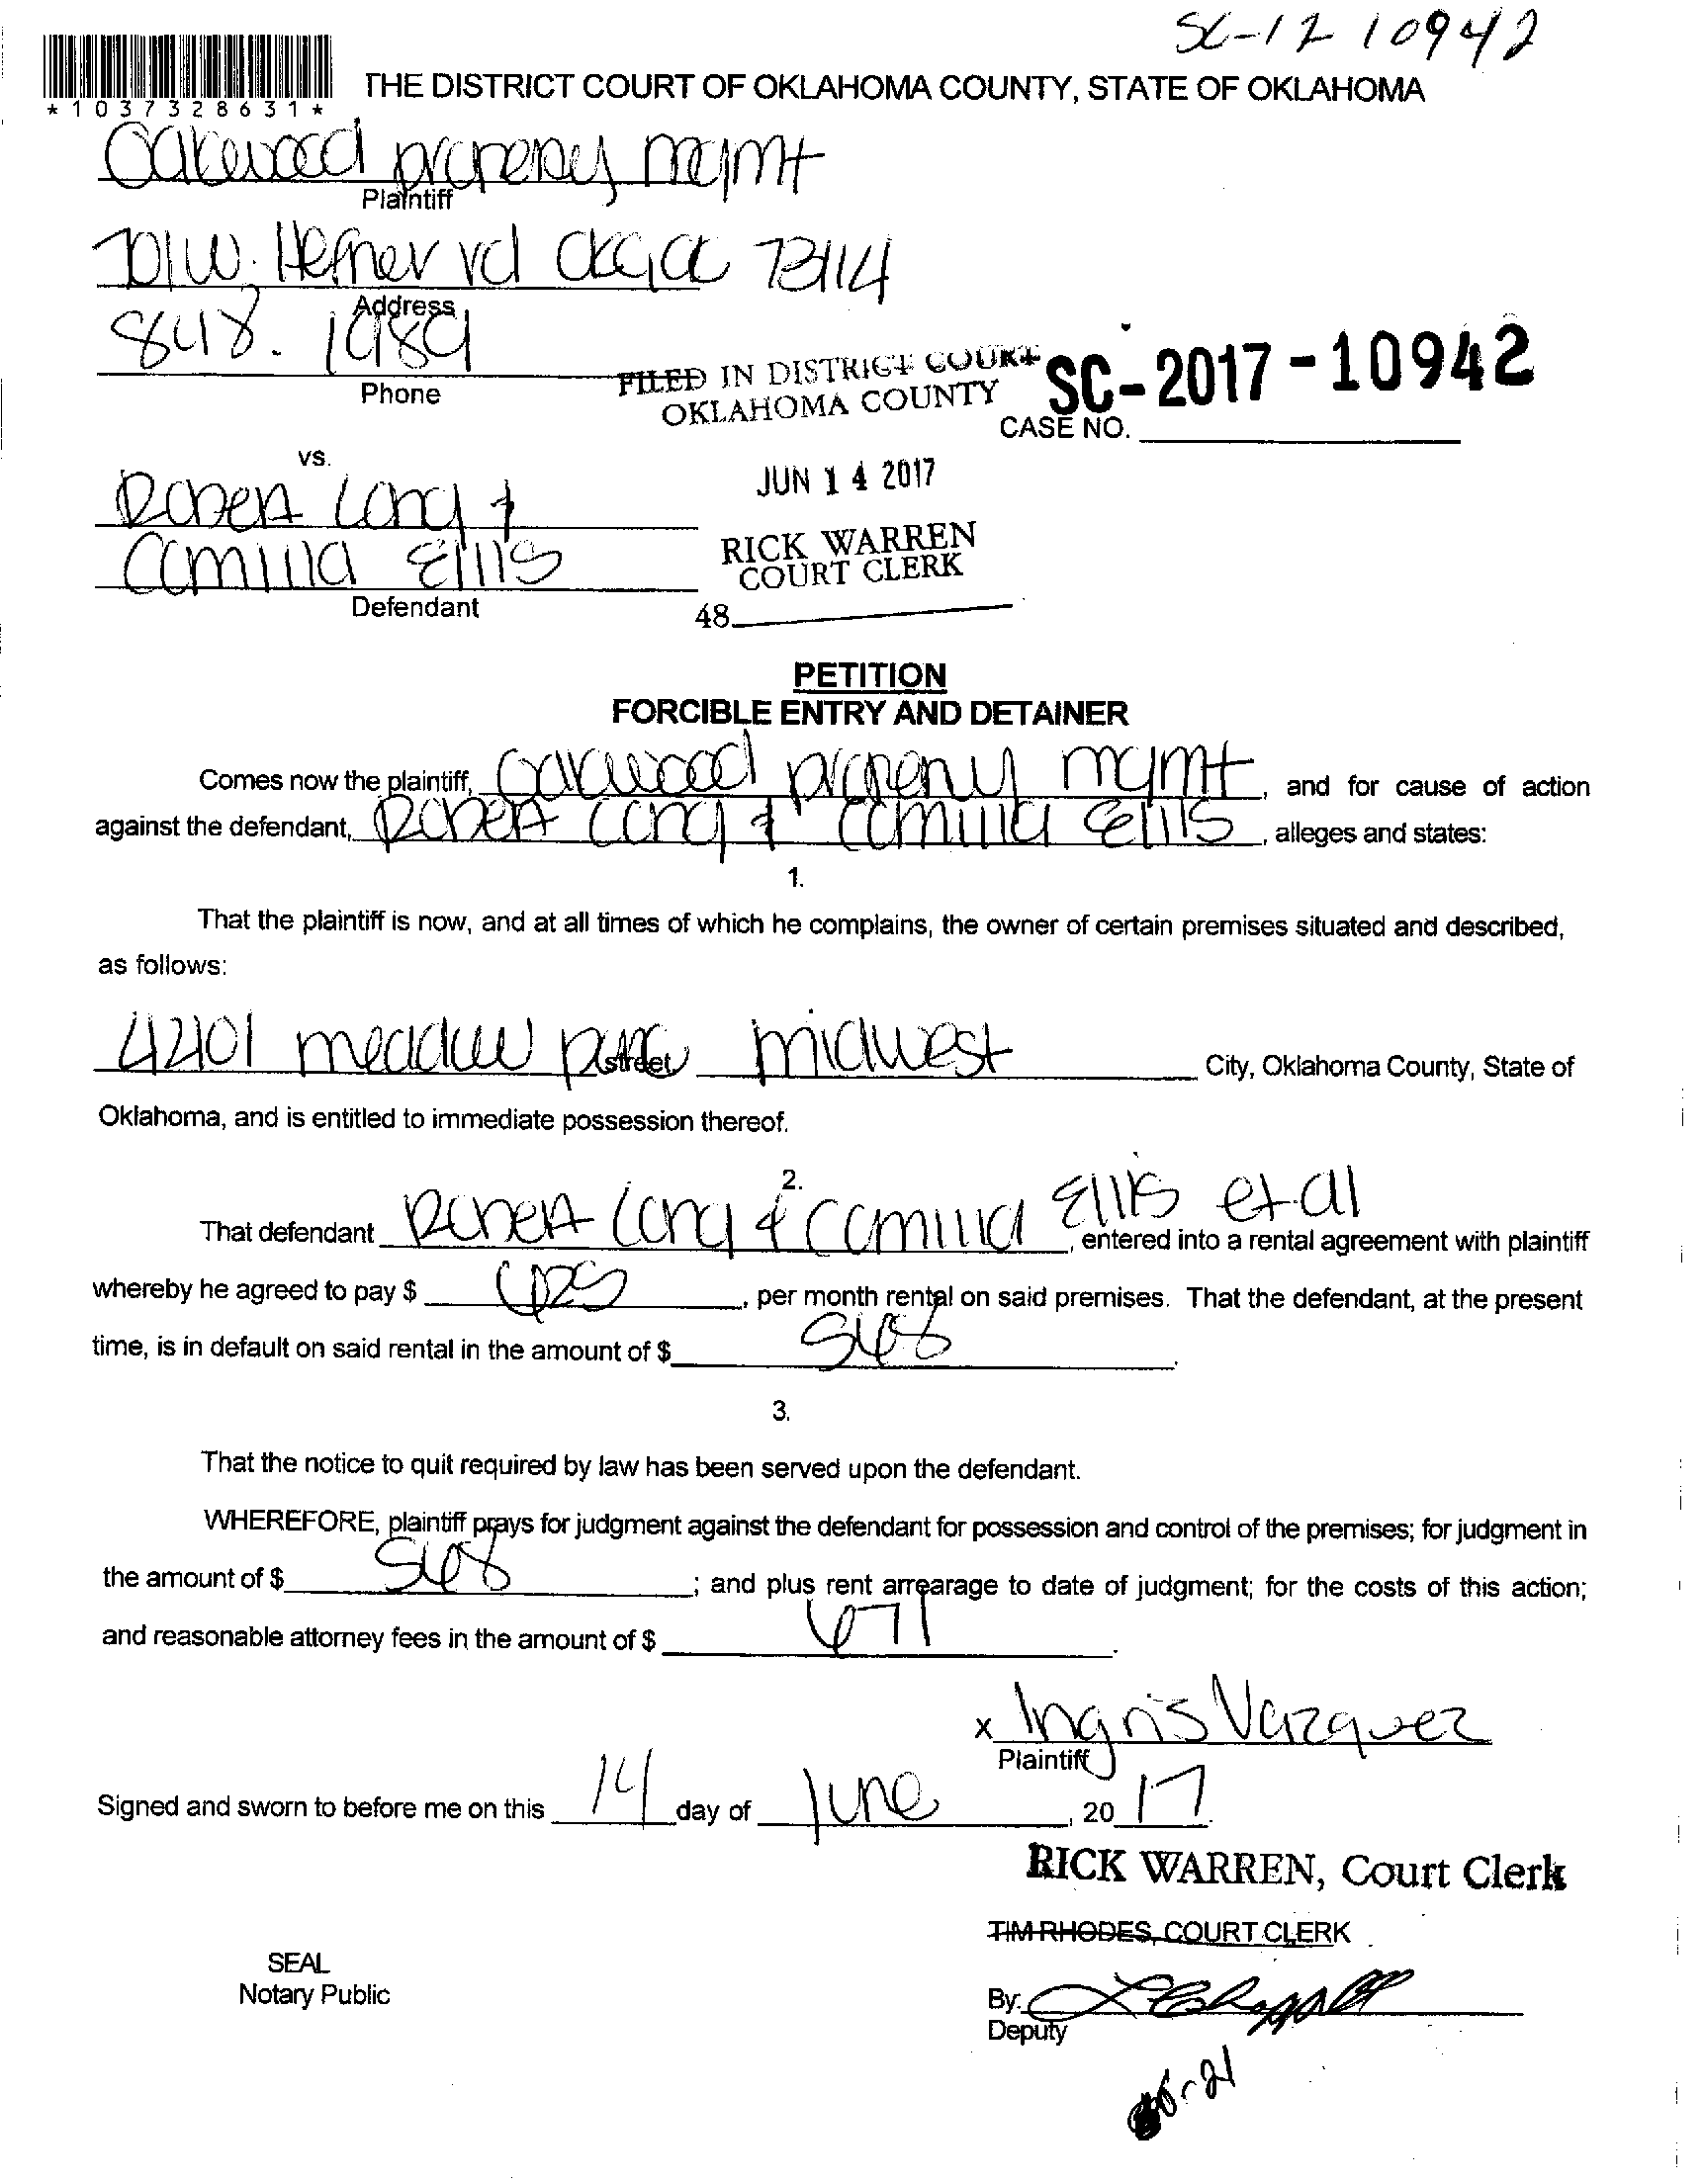 SC-17 10942
*1037328631*
THE DISTRICT COURT OF OKLAHOMA COUNTY, STATE OF OKLAHOMA
Oakwood property mgmt
Plaintiff
701 W. Hefner rd okc, ok 73114
Address
848. 1989
Phone
FILED IN DISTRICT COURT
OKLAHOMA COUNTY
SC-2017-10942
CASE NO.
vs.
JUN 14 2017
Robert Long &
Camilla Ellis
Defendant
RICK WARREN
COURT CLERK
48
PETITION
FORCIBLE ENTRY AND DETAINER
Comes now the plaintiff, Oakwood property mgmt, and for cause of action
against the defendant, Robert Long & Camilla Ellis, alleges and states:
1.
That the plaintiff is now, and at all times of which he complains, the owner of certain premises situated and described,
as follows:
4201 meadow park midwest City, Oklahoma County, State of
street
Oklahoma, and is entitled to immediate possession thereof.
2.
That defendant Robert Long & Camilla Ellis et al, entered into a rental agreement with plaintiff
whereby he agreed to pay $ 625, per month rental on said premises. That the defendant, at the present
time, is in default on said rental in the amount of $ 568.
3.
That the notice to quit required by law has been served upon the defendant.
WHEREFORE, plaintiff prays for judgment against the defendant for possession and control of the premises; for judgment in
the amount of $ 568; and plus rent arrearage to date of judgment; for the costs of this action;
and reasonable attorney fees in the amount of $ 671.
x Ingris Vazquez
Plaintiff
Signed and sworn to before me on this 14 day of June, 20 17.
RICK WARREN, Court Clerk
TIM RHODES, COURT CLERK
SEAL
Notary Public
By:
Deputy